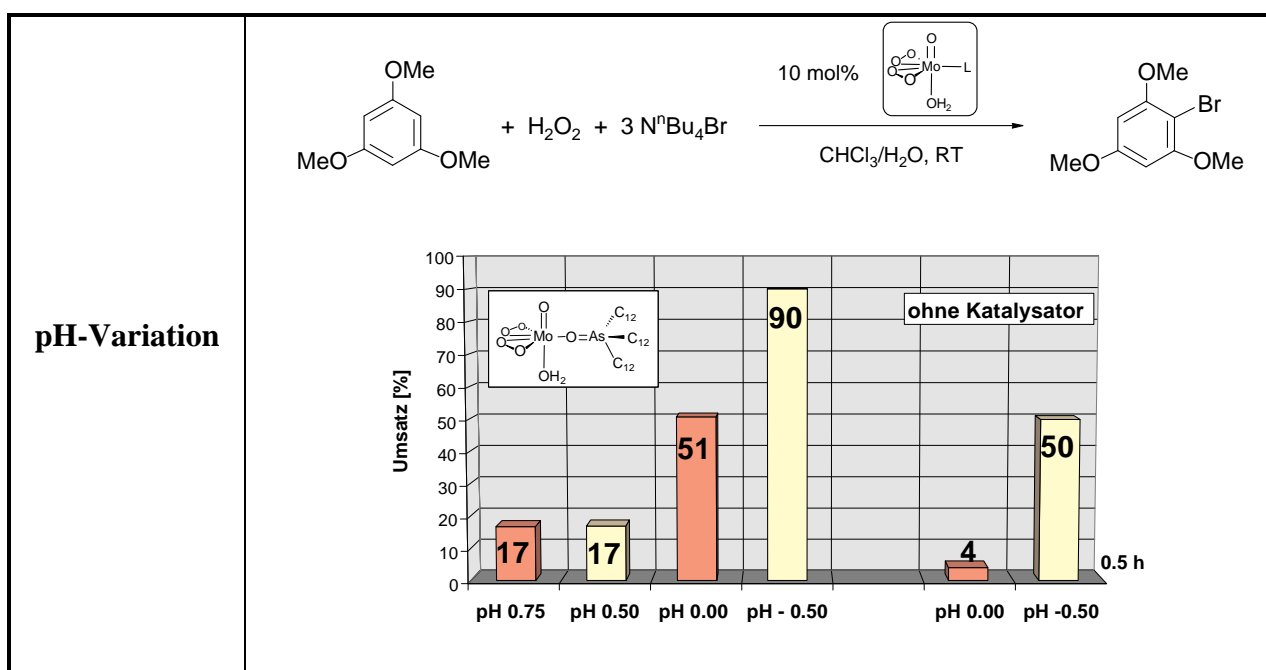 pH-Variation
OMe
MeO
OMe
+ H₂O₂ + 3 NⁿBu₄Br
10 mol%
O
O
O
O
O
Mo
L
OH₂
CHCl₃/H₂O, RT
OMe
Br
MeO
OMe
100
90
80
70
60
50
40
30
20
10
0
Umsatz [%]
O
O
O
O
O
Mo
O=As
C₁₂
C₁₂
C₁₂
OH₂
ohne Katalysator
17
17
51
90
4
50
0.5 h
pH 0.75
pH 0.50
pH 0.00
pH - 0.50
pH 0.00
pH -0.50